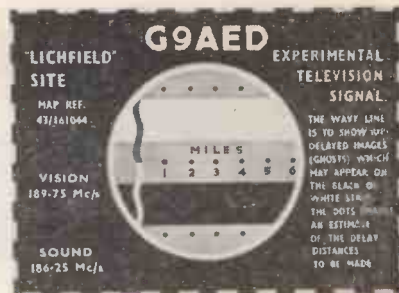 G9AED
"LICHFIELD"
SITE
MAP REF.
43/161044
VISION
189·75 Mc/s
SOUND
186·25 Mc/s
MILES
1 2 3 4 5 6
EXPERIMENTAL
TELEVISION
SIGNAL
THE WAVY LINE
IS TO SHOW UP
DELAYED IMAGES
(GHOSTS) WHICH
MAY APPEAR ON
THE BLACK OR
WHITE
THE DOTS
AN ESTIMATE
OF THE DELAY
DISTANCES
TO BE MADE